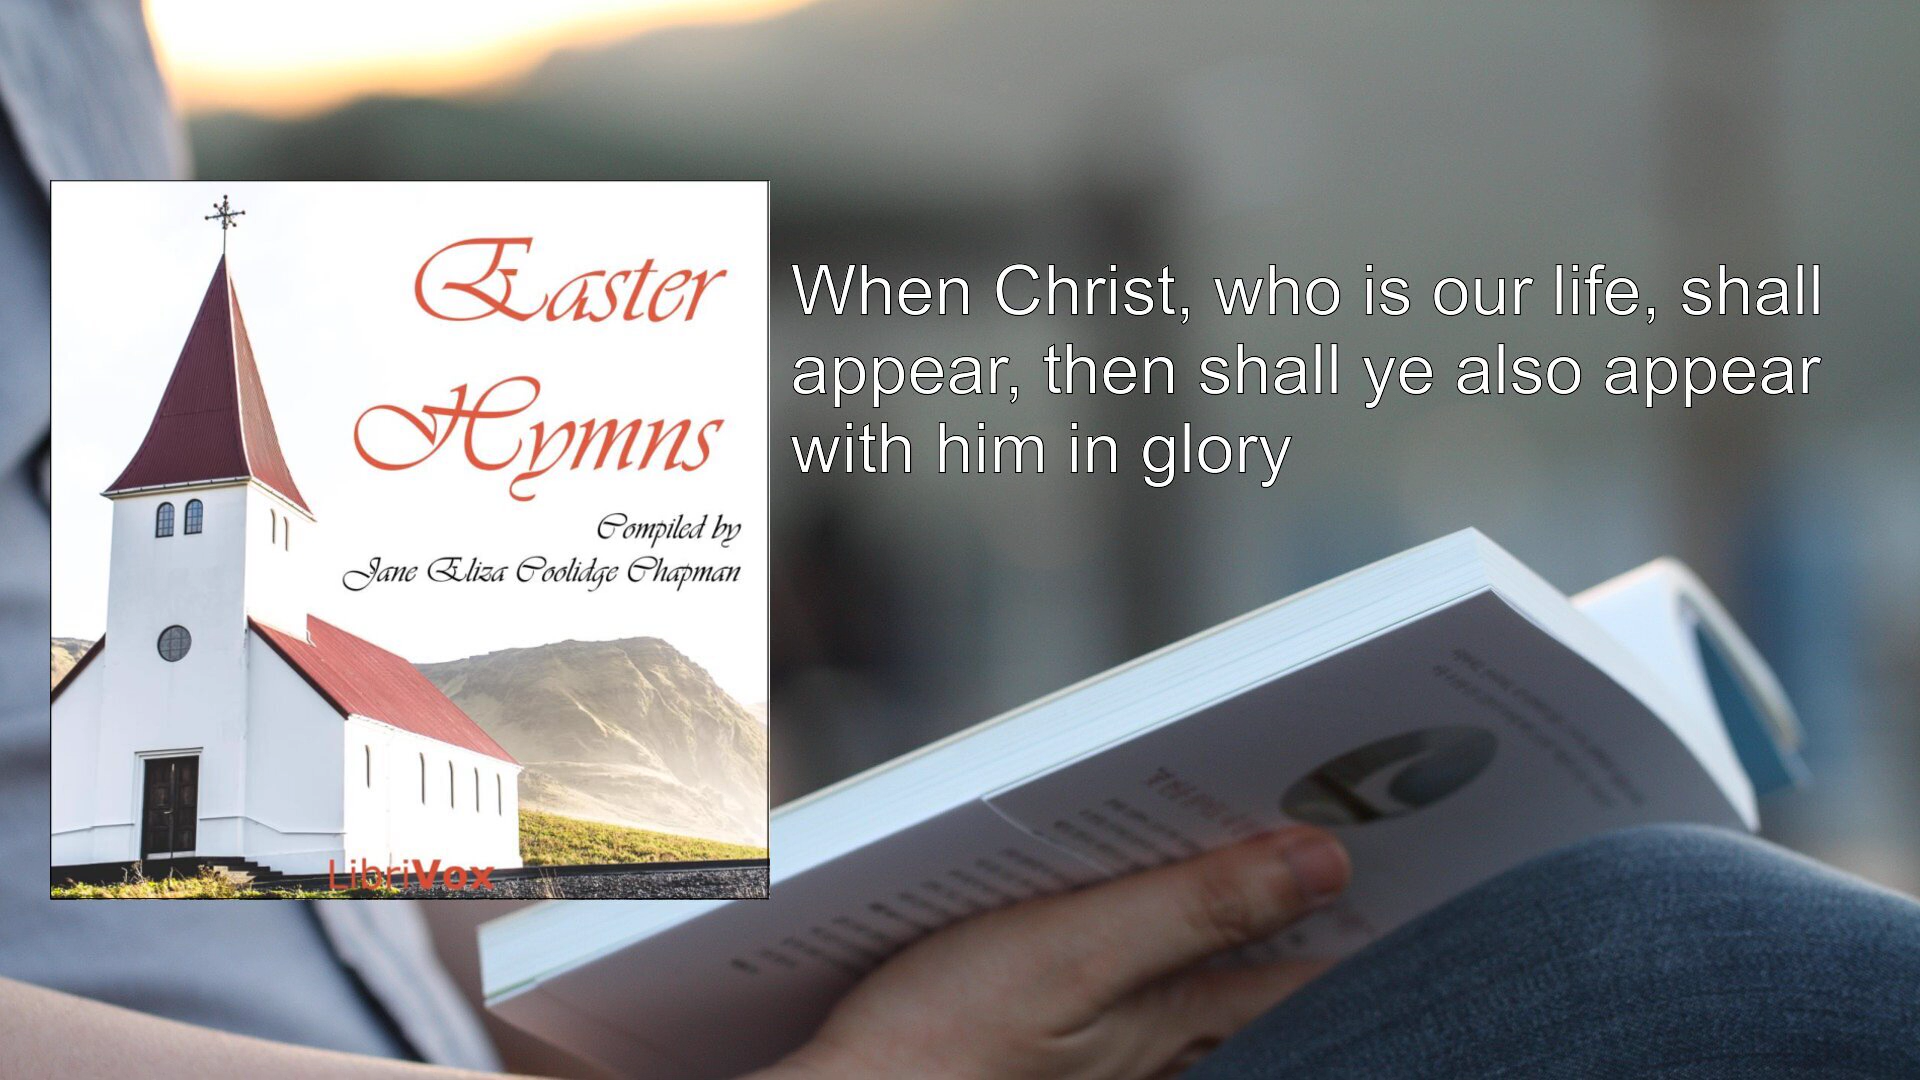 Easter
Hymns
Compiled by
Jane Eliza Coolidge Chapman
LibriVox
When Christ, who is our life, shall
appear, then shall ye also appear
with him in glory